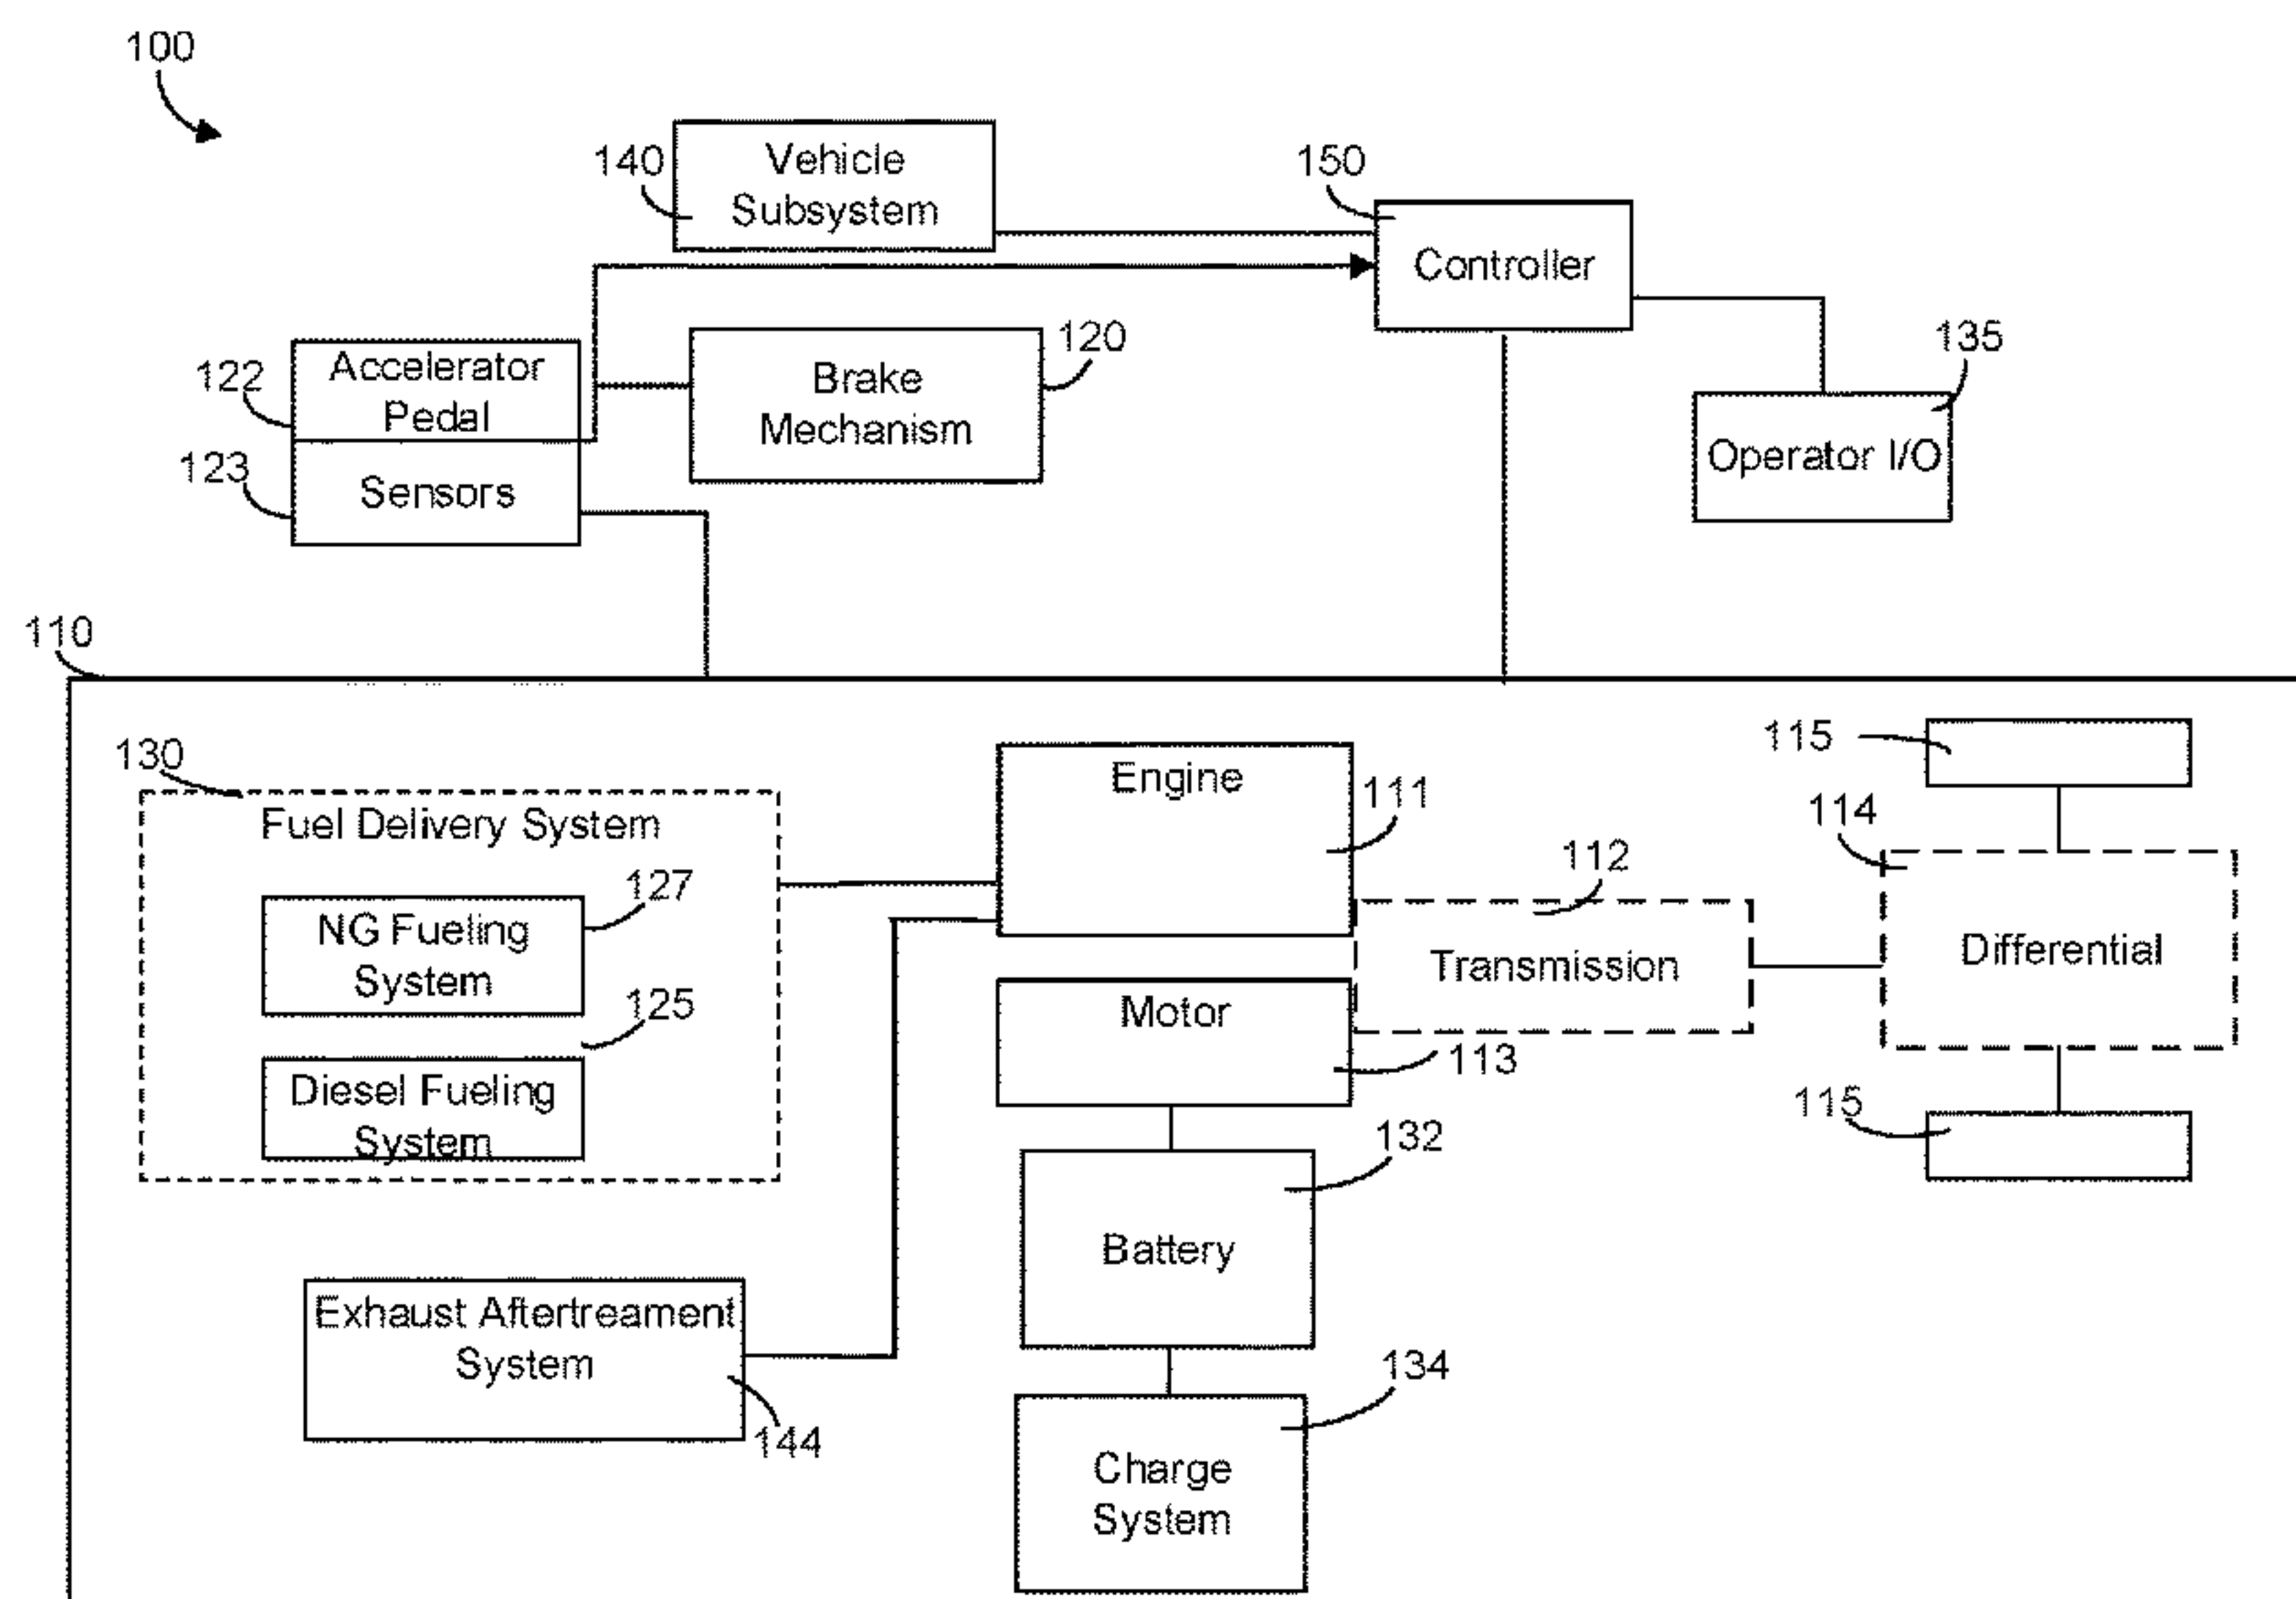 100
140
Vehicle
Subsystem
150
Controller
122
Accelerator
Pedal
123
Sensors
Brake
Mechanism
120
135
Operator I/O
110
130
Fuel Delivery System
127
NG Fueling
System
125
Diesel Fueling
System
Exhaust Aftertreament
System
144
Engine
111
112
Transmission
Motor
113
132
Battery
134
Charge
System
115
114
Differential
115